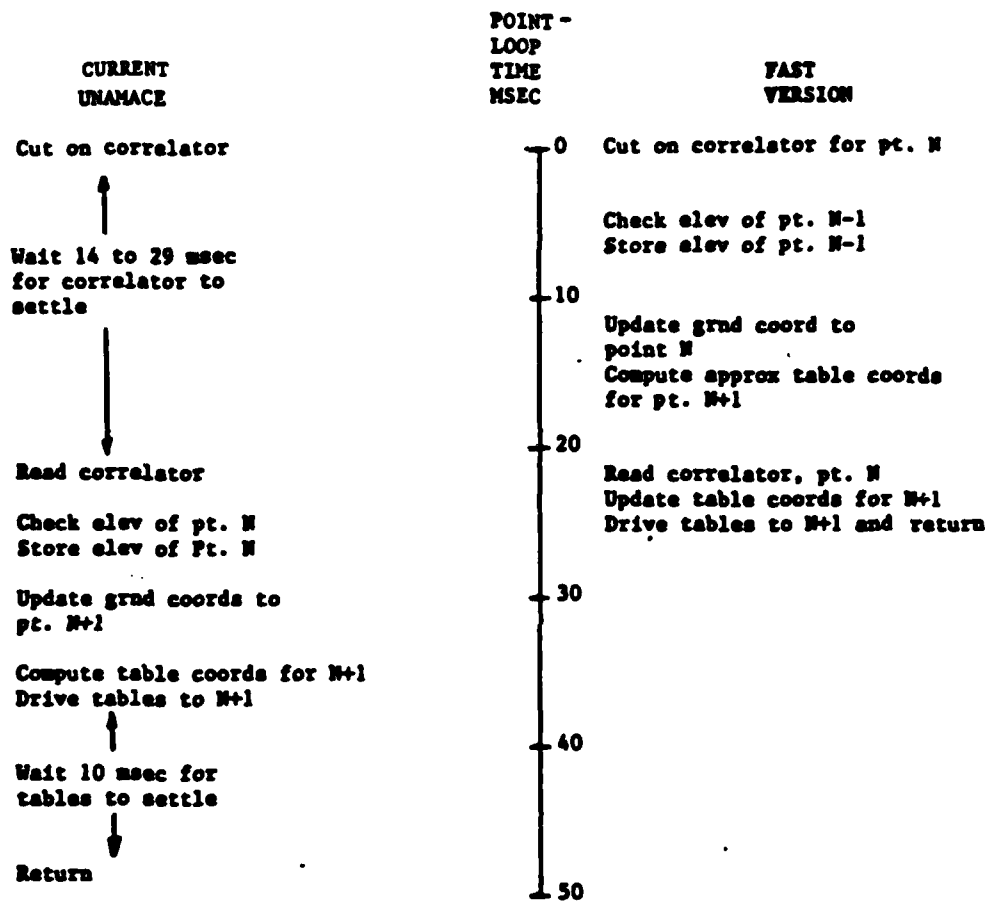 CURRENT
UNAMACE
Cut on correlator
Wait 14 to 29 msec
for correlator to
settle
Read correlator
Check elev of pt. N
Store elev of Pt. N
Update grnd coords to
pt. N+1
Compute table coords for N+1
Drive tables to N+1
Wait 10 msec for
tables to settle
Return
POINT-
LOOP
TIME
MSEC
0
10
20
30
40
50
FAST
VERSION
Cut on correlator for pt. N
Check elev of pt. N-1
Store elev of pt. N-1
Update grnd coord to
point N
Compute approx table coords
for pt. N+1
Read correlator, pt. N
Update table coords for N+1
Drive tables to N+1 and return